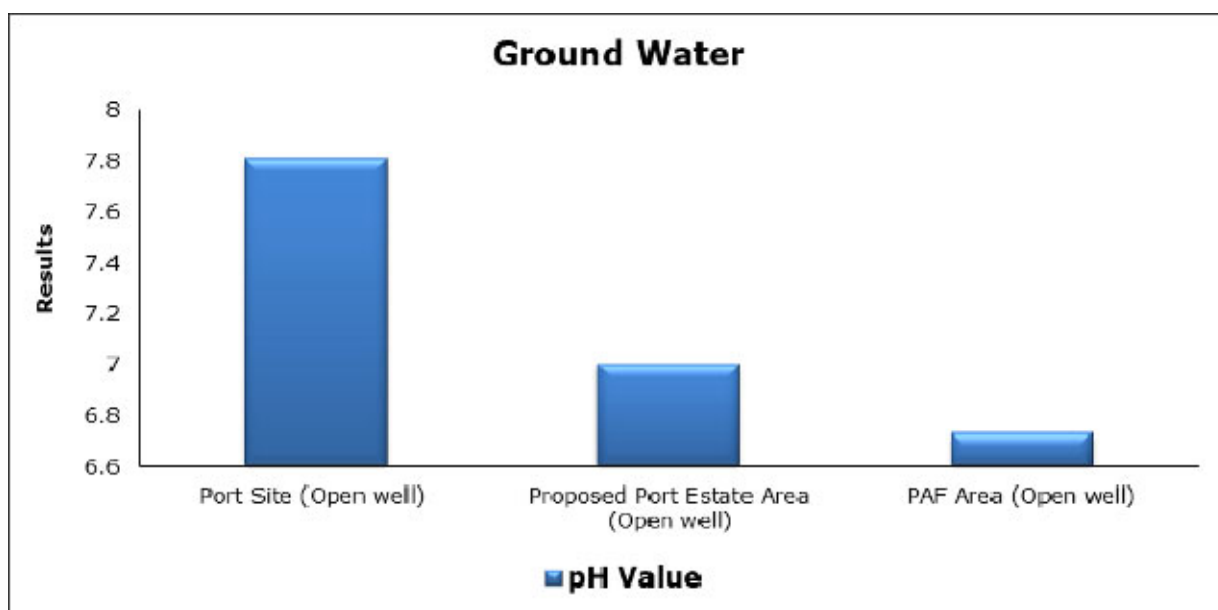 Ground Water
8
7.8
7.6
7.4
7.2
7
6.8
6.6
Results
Port Site (Open well)
Proposed Port Estate Area
(Open well)
PAF Area (Open well)
pH Value